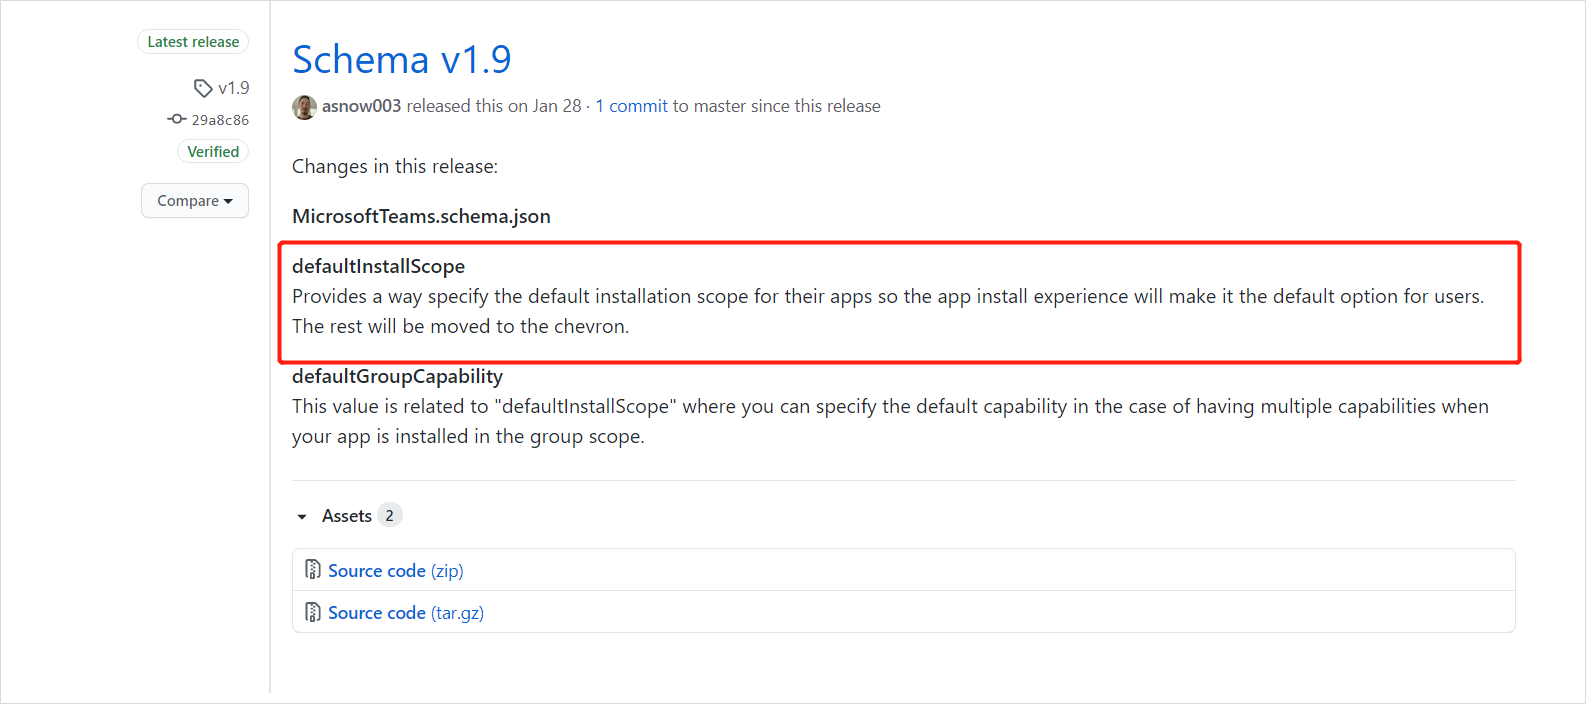 Latest release
v1.9
29a8c86
Verified
Compare
Schema v1.9
asnow003 released this on Jan 28 · 1 commit to master since this release
Changes in this release:
MicrosoftTeams.schema.json
defaultInstallScope
Provides a way specify the default installation scope for their apps so the app install experience will make it the default option for users.
The rest will be moved to the chevron.
defaultGroupCapability
This value is related to "defaultInstallScope" where you can specify the default capability in the case of having multiple capabilities when
your app is installed in the group scope.
Assets 2
Source code (zip)
Source code (tar.gz)